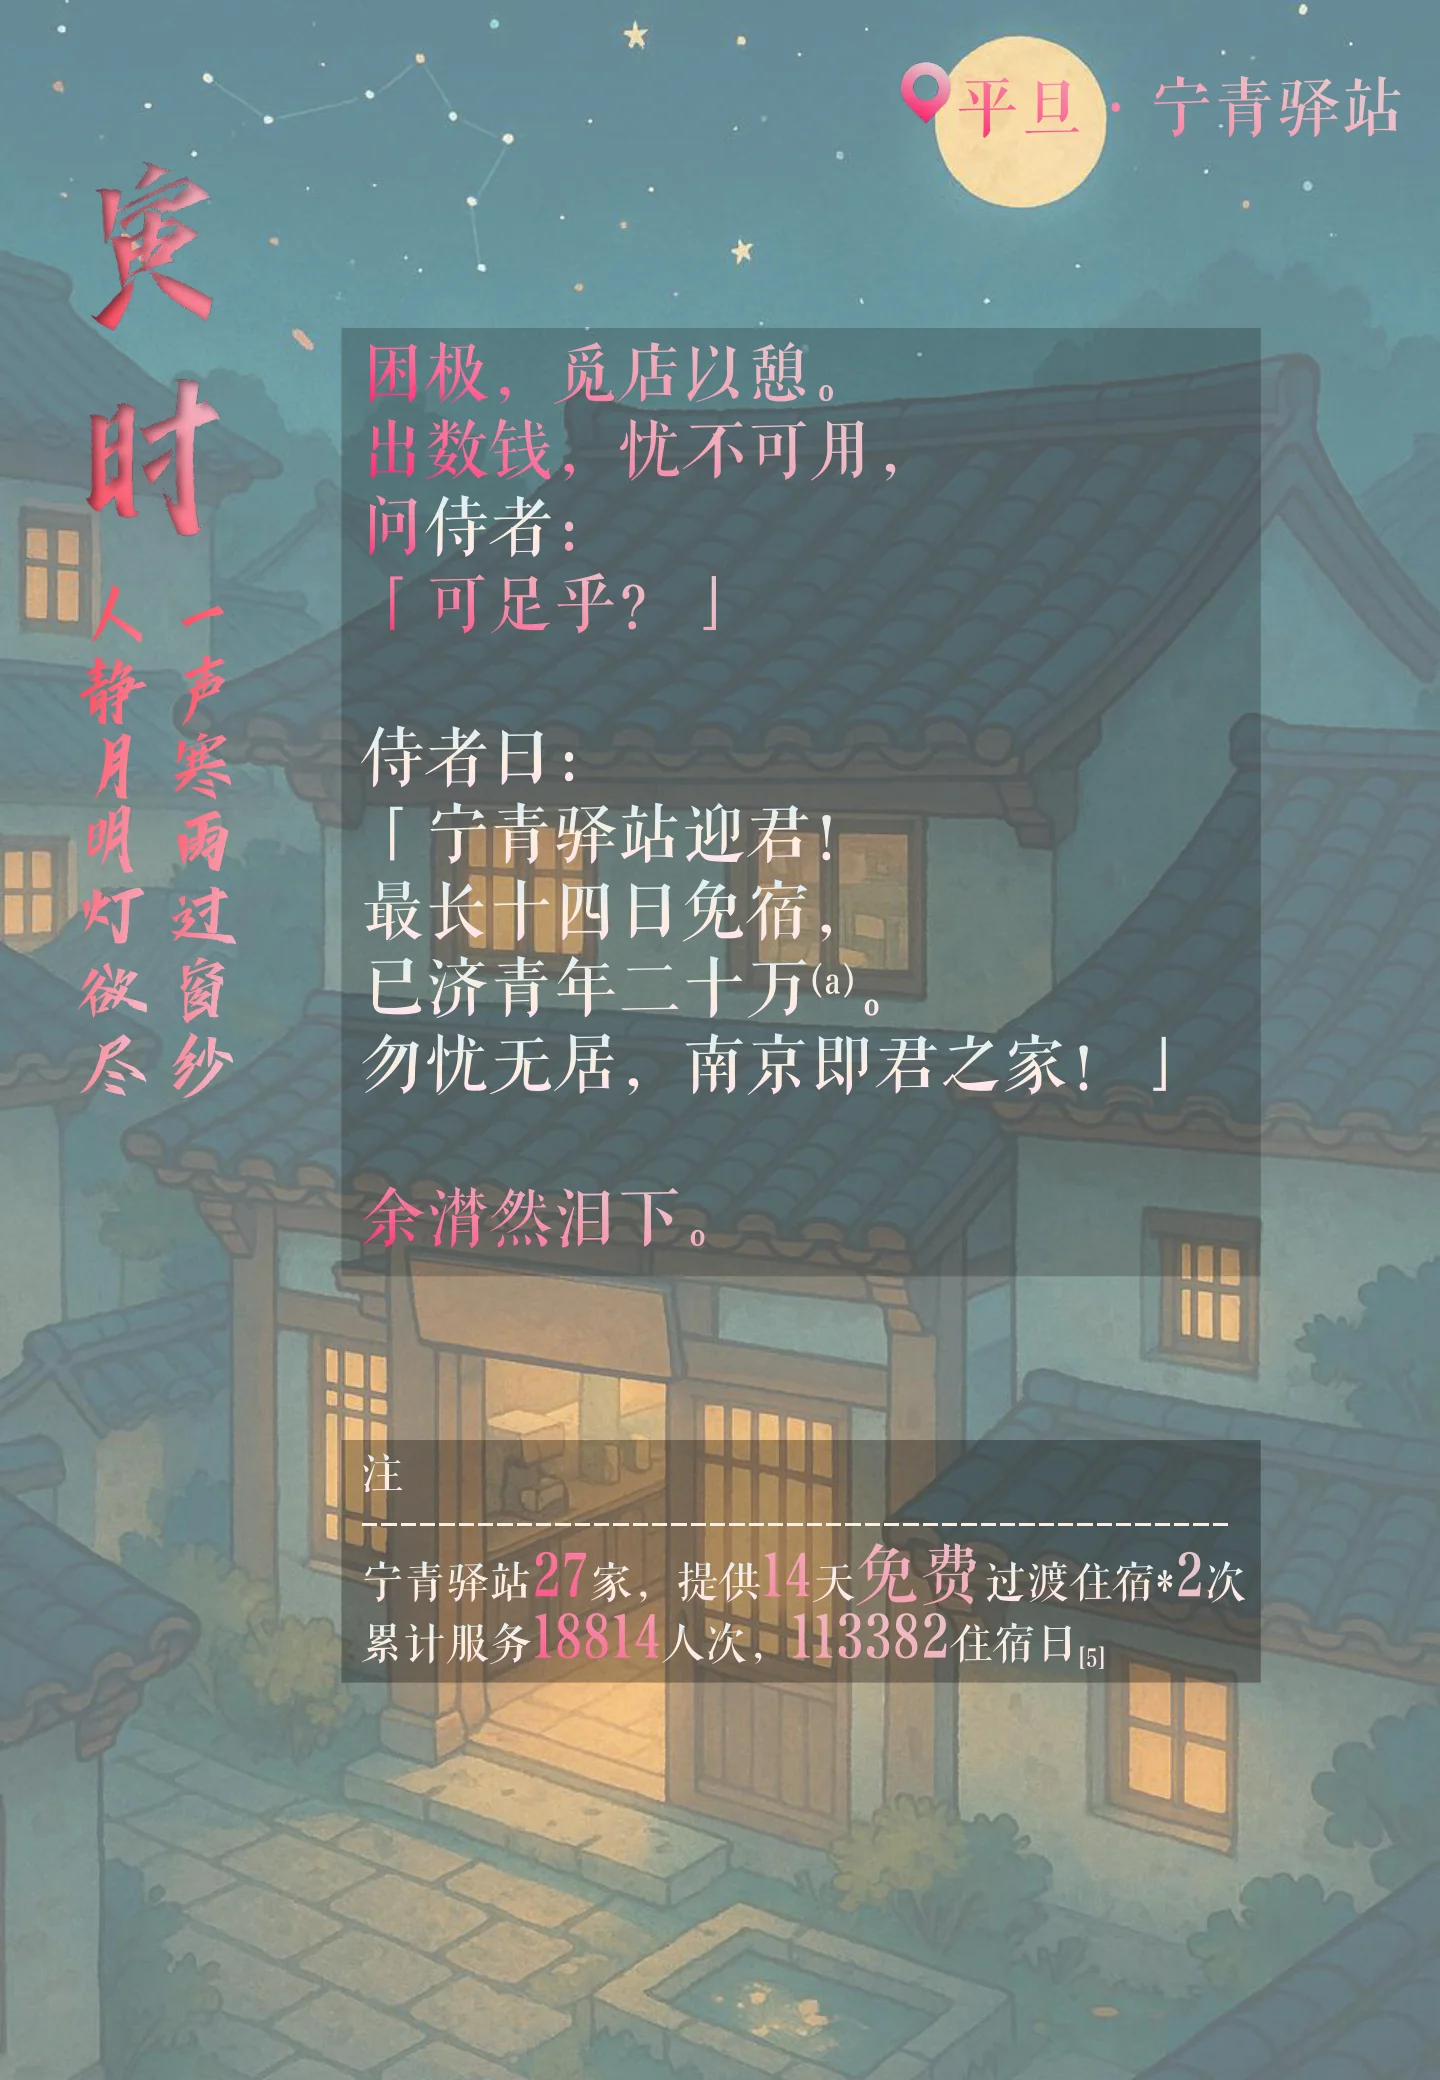 平旦·宁青驿站
寅时
一声寒雨过窗纱
人静月明灯欲尽
困极，觅店以憩。
出数钱，忧不可用，
问侍者：
「可足乎？」
侍者曰：
「宁青驿站迎君！
最长十四日免宿，
已济青年二十万(a)。
勿忧无居，南京即君之家！」
余潸然泪下。
注
宁青驿站27家，提供14天免费过渡住宿*2次
累计服务18814人次，113382住宿日[5]